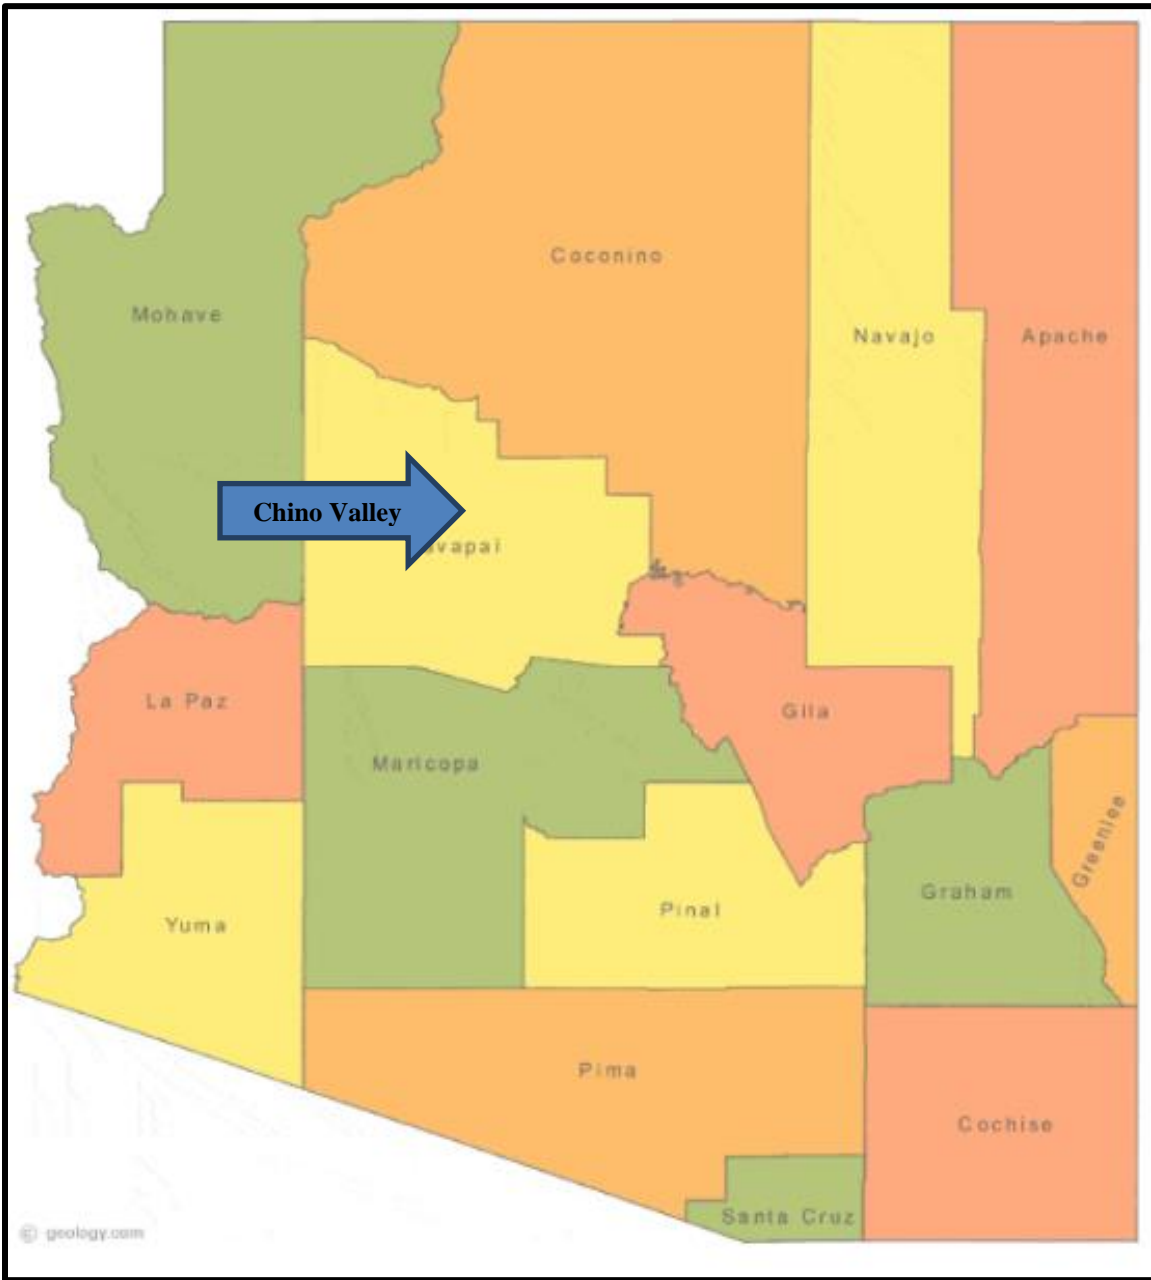 Coconino
Mohave
Navajo
Apache
Chino Valley
avapai
La Paz
Gila
Maricopa
Greenlee
Graham
Pinal
Yuma
Pima
Cochise
Santa Cruz
© geology.com